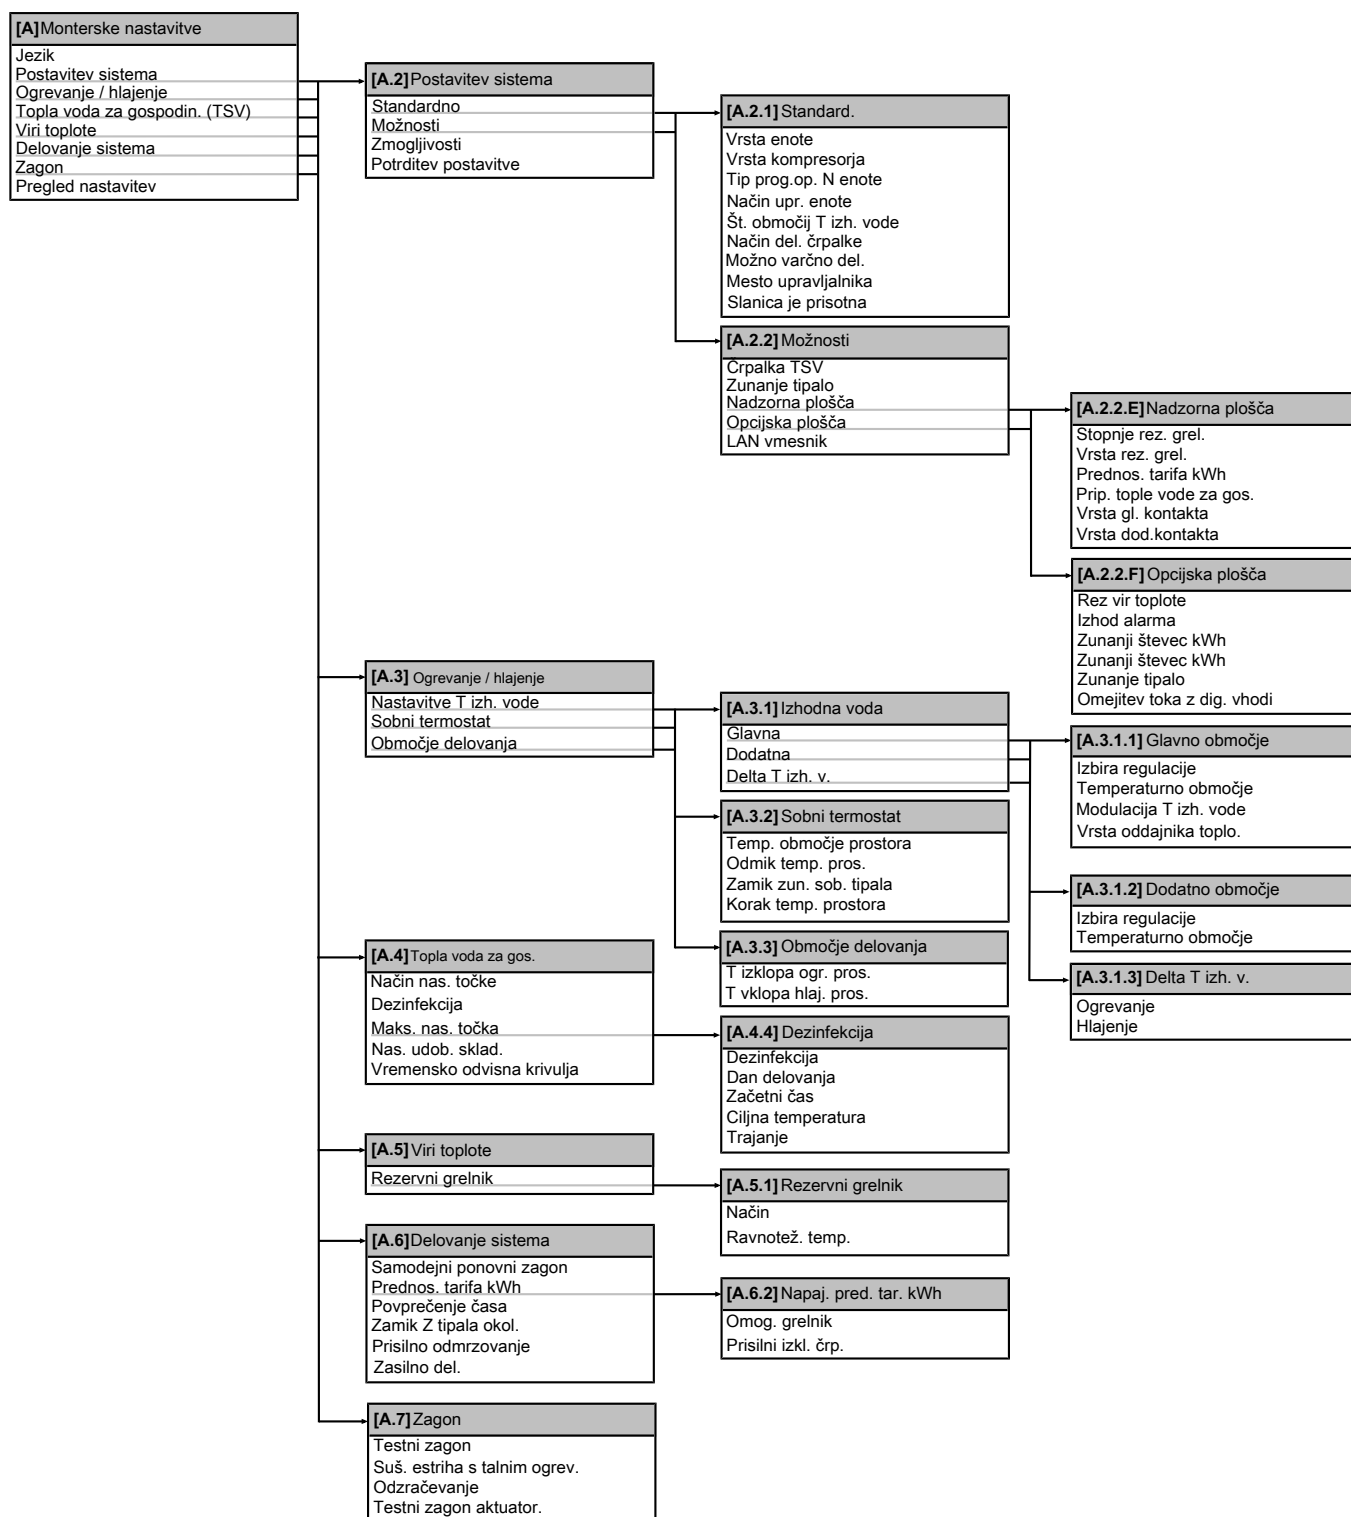 [A]Monterske nastavitve
Jezik
Postavitev sistema
Ogrevanje / hlajenje
Topla voda za gospodin. (TSV)
Viri toplote
Delovanje sistema
Zagon
Pregled nastavitev
[A.2]Postavitev sistema
Standardno
Možnosti
Zmogljivosti
Potrditev postavitve
[A.2.1]Standard.
Vrsta enote
Vrsta kompresorja
Tip prog.op. N enote
Način upr. enote
Št. območij T izh. vode
Način del. črpalke
Možno varčno del.
Mesto upravljalnika
Slanica je prisotna
[A.2.2]Možnosti
Črpalka TSV
Zunanje tipalo
Nadzorna plošča
Opcijska plošča
LAN vmesnik
[A.2.2.E]Nadzorna plošča
Stopnje rez. grel.
Vrsta rez. grel.
Prednos. tarifa kWh
Prip. tople vode za gos.
Vrsta gl. kontakta
Vrsta dod.kontakta
[A.2.2.F]Opcijska plošča
Rez vir toplote
Izhod alarma
Zunanji števec kWh
Zunanji števec kWh
Zunanje tipalo
Omejitev toka z dig. vhodi
[A.3] Ogrevanje / hlajenje
Nastavitve T izh. vode
Sobni termostat
Območje delovanja
[A.3.1]Izhodna voda
Glavna
Dodatna
Delta T izh. v.
[A.3.1.1]Glavno območje
Izbira regulacije
Temperaturno območje
Modulacija T izh. vode
Vrsta oddajnika toplo.
[A.3.2]Sobni termostat
Temp. območje prostora
Odmik temp. pros.
Zamik zun. sob. tipala
Korak temp. prostora
[A.3.1.2]Dodatno območje
Izbira regulacije
Temperaturno območje
[A.3.3]Območje delovanja
T izklopa ogr. pros.
T vklopa hlaj. pros.
[A.3.1.3]Delta T izh. v.
Ogrevanje
Hlajenje
[A.4]Topla voda za gos.
Način nas. točke
Dezinfekcija
Maks. nas. točka
Nas. udob. sklad.
Vremensko odvisna krivulja
[A.4.4]Dezinfekcija
Dezinfekcija
Dan delovanja
Začetni čas
Ciljna temperatura
Trajanje
[A.5]Viri toplote
Rezervni grelnik
[A.5.1]Rezervni grelnik
Način
Ravnotež. temp.
[A.6]Delovanje sistema
Samodejni ponovni zagon
Prednos. tarifa kWh
Povprečenje časa
Zamik Z tipala okol.
Prisilno odmrzovanje
Zasilno del.
[A.6.2]Napaj. pred. tar. kWh
Omog. grelnik
Prisilni izkl. črp.
[A.7]Zagon
Testni zagon
Suš. estriha s talnim ogrev.
Odzračevanje
Testni zagon aktuator.